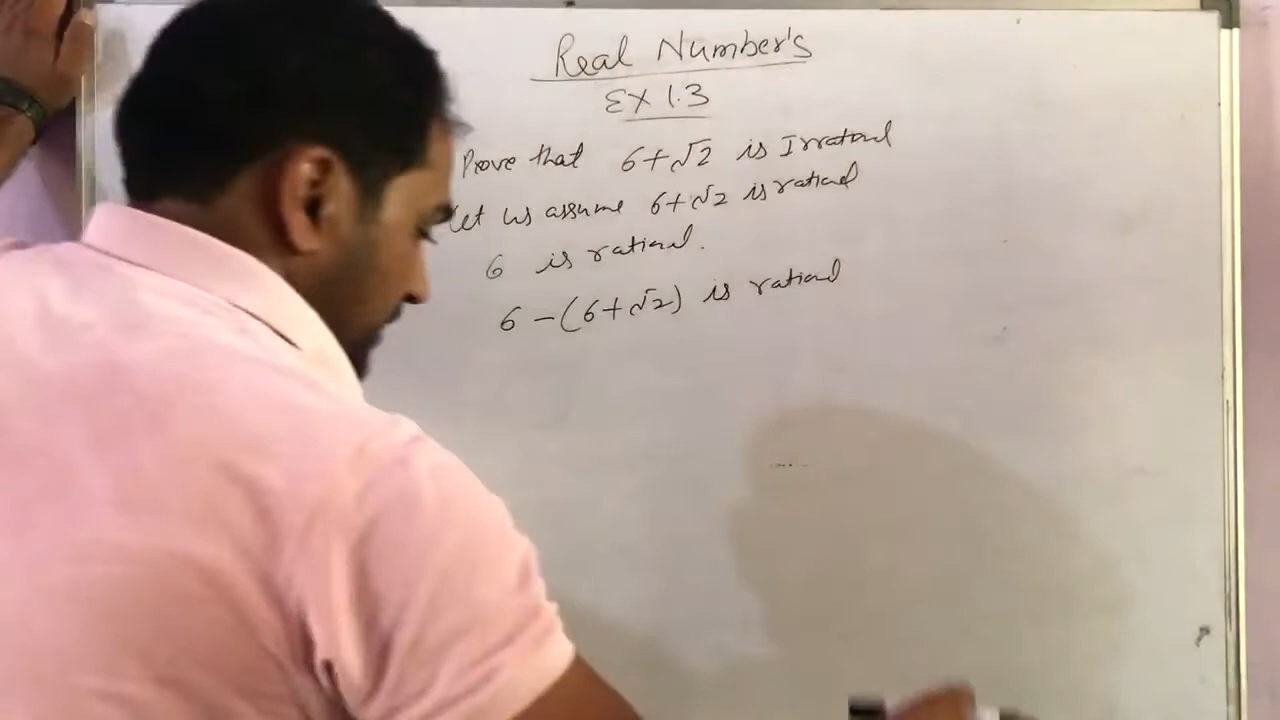 Real Number's
Ex 1.3
Prove that 6+√2 is Irrational
Let us assume 6+√2 is rational
6 is rational.
6-(6+√2) is rational